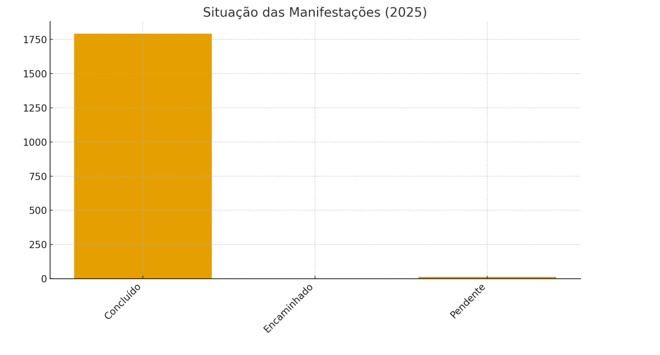 Situação das Manifestações (2025)
1750
1500
1250
1000
750
500
250
0
Concluído
Encaminhado
Pendente